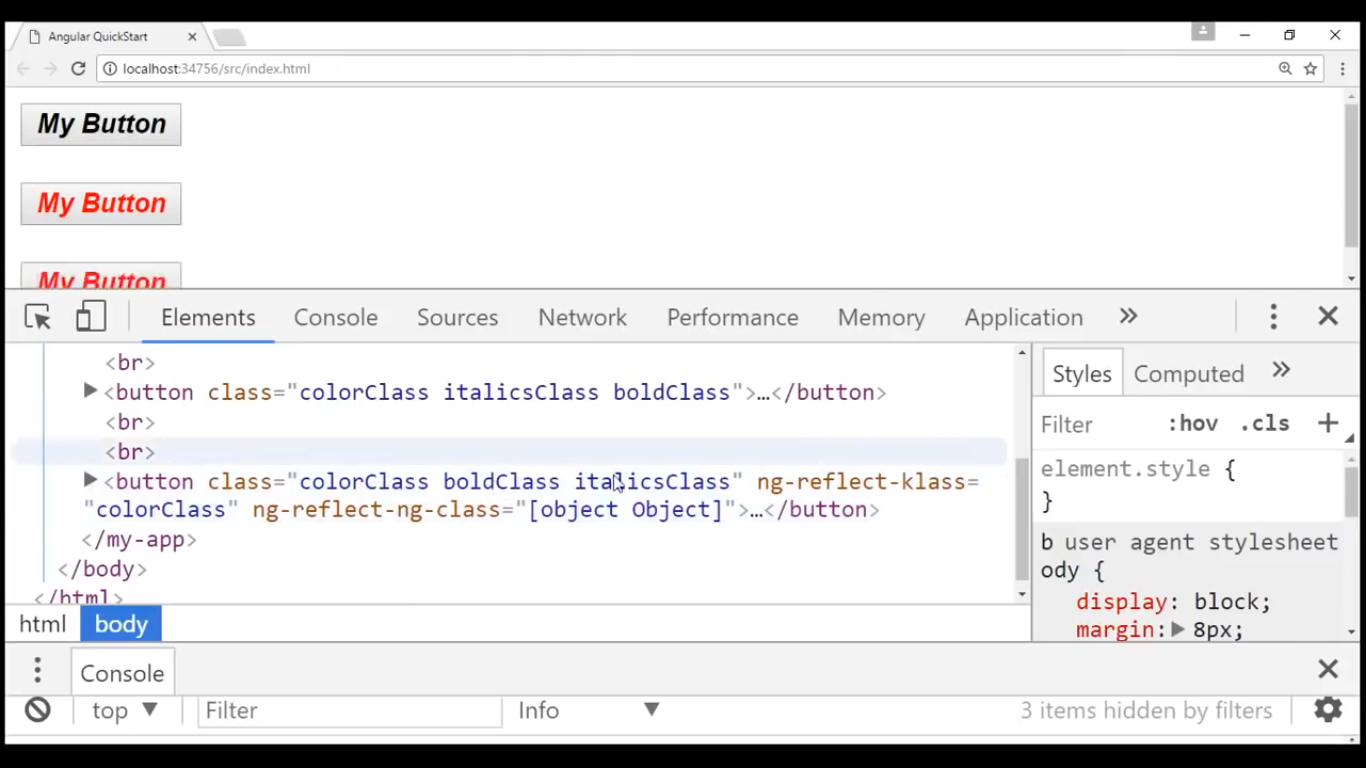 Angular QuickStart
localhost:34756/src/index.html
My Button
My Button
My Button
Elements Console Sources Network Performance Memory Application »
<br>
<button class="colorClass italicsClass boldClass">…</button>
<br>
<br>
<button class="colorClass boldClass italicsClass" ng-reflect-klass=
"colorClass" ng-reflect-ng-class="[object Object]">…</button>
</my-app>
</body>
</html>
html body
Styles Computed »
Filter :hov .cls +
element.style {
}
b user agent stylesheet
ody {
display: block;
margin: 8px;
Console
top Filter Info 3 items hidden by filters